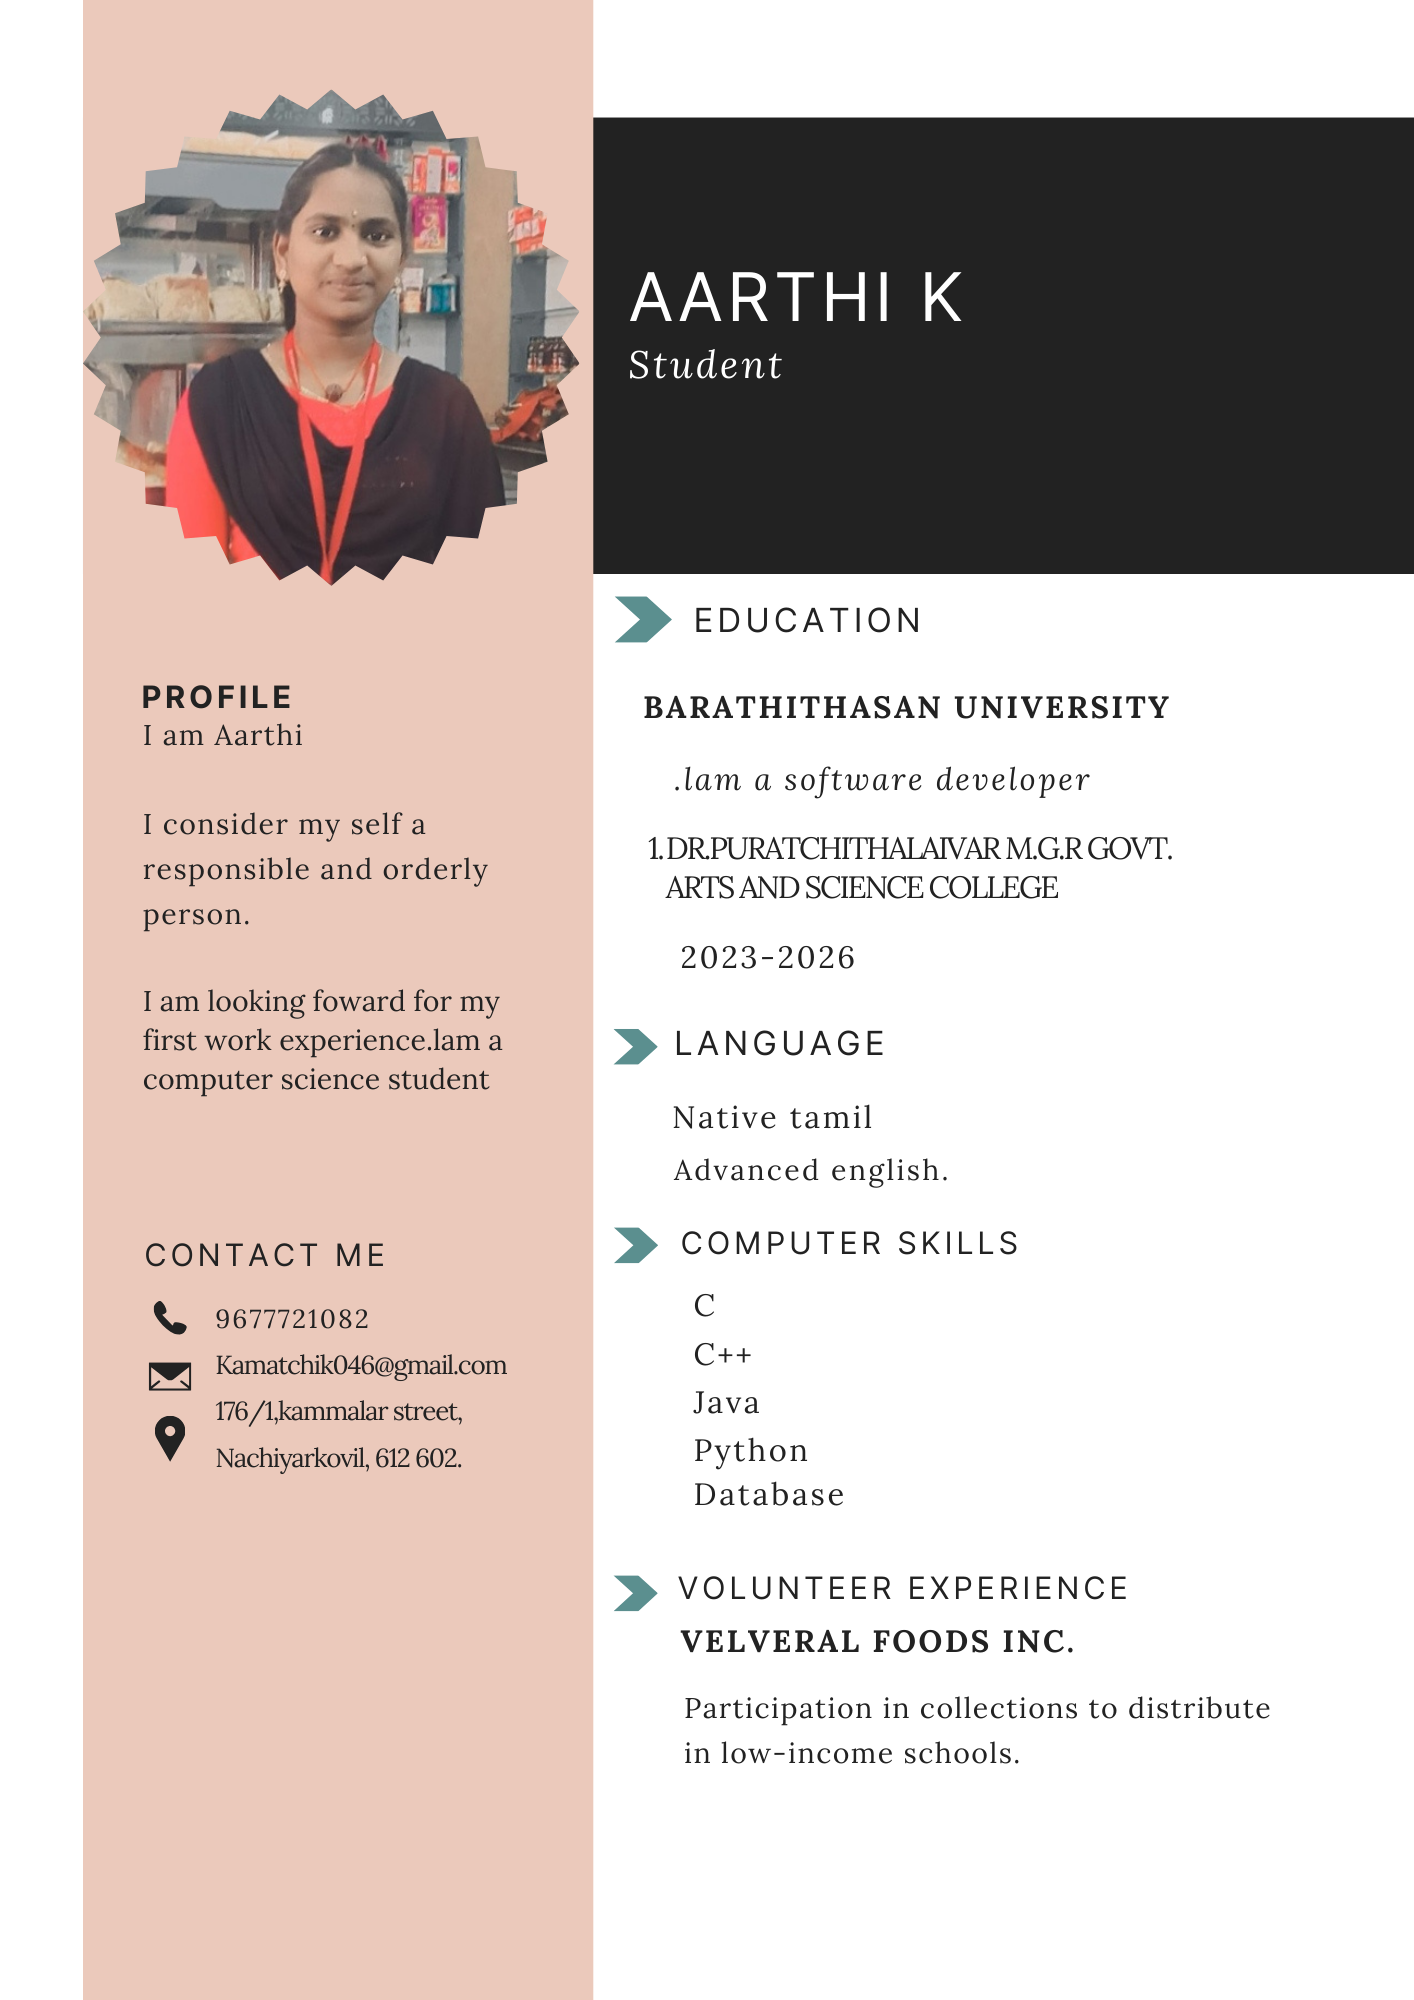 AARTHI K
Student
PROFILE
I am Aarthi
I consider my self a
responsible and orderly
person.
I am looking foward for my
first work experience.lam a
computer science student
CONTACT ME
9677721082
Kamatchik046@gmail.com
176/1,kammalar street,
Nachiyarkovil, 612 602.
EDUCATION
BARATHITHASAN UNIVERSITY
.lam a software developer
1. DR.PURATCHITHALAIVAR M.G.R GOVT.
ARTS AND SCIENCE COLLEGE
2023-2026
LANGUAGE
Native tamil
Advanced english.
COMPUTER SKILLS
C
C++
Java
Python
Database
VOLUNTEER EXPERIENCE
VELVERAL FOODS INC.
Participation in collections to distribute
in low-income schools.